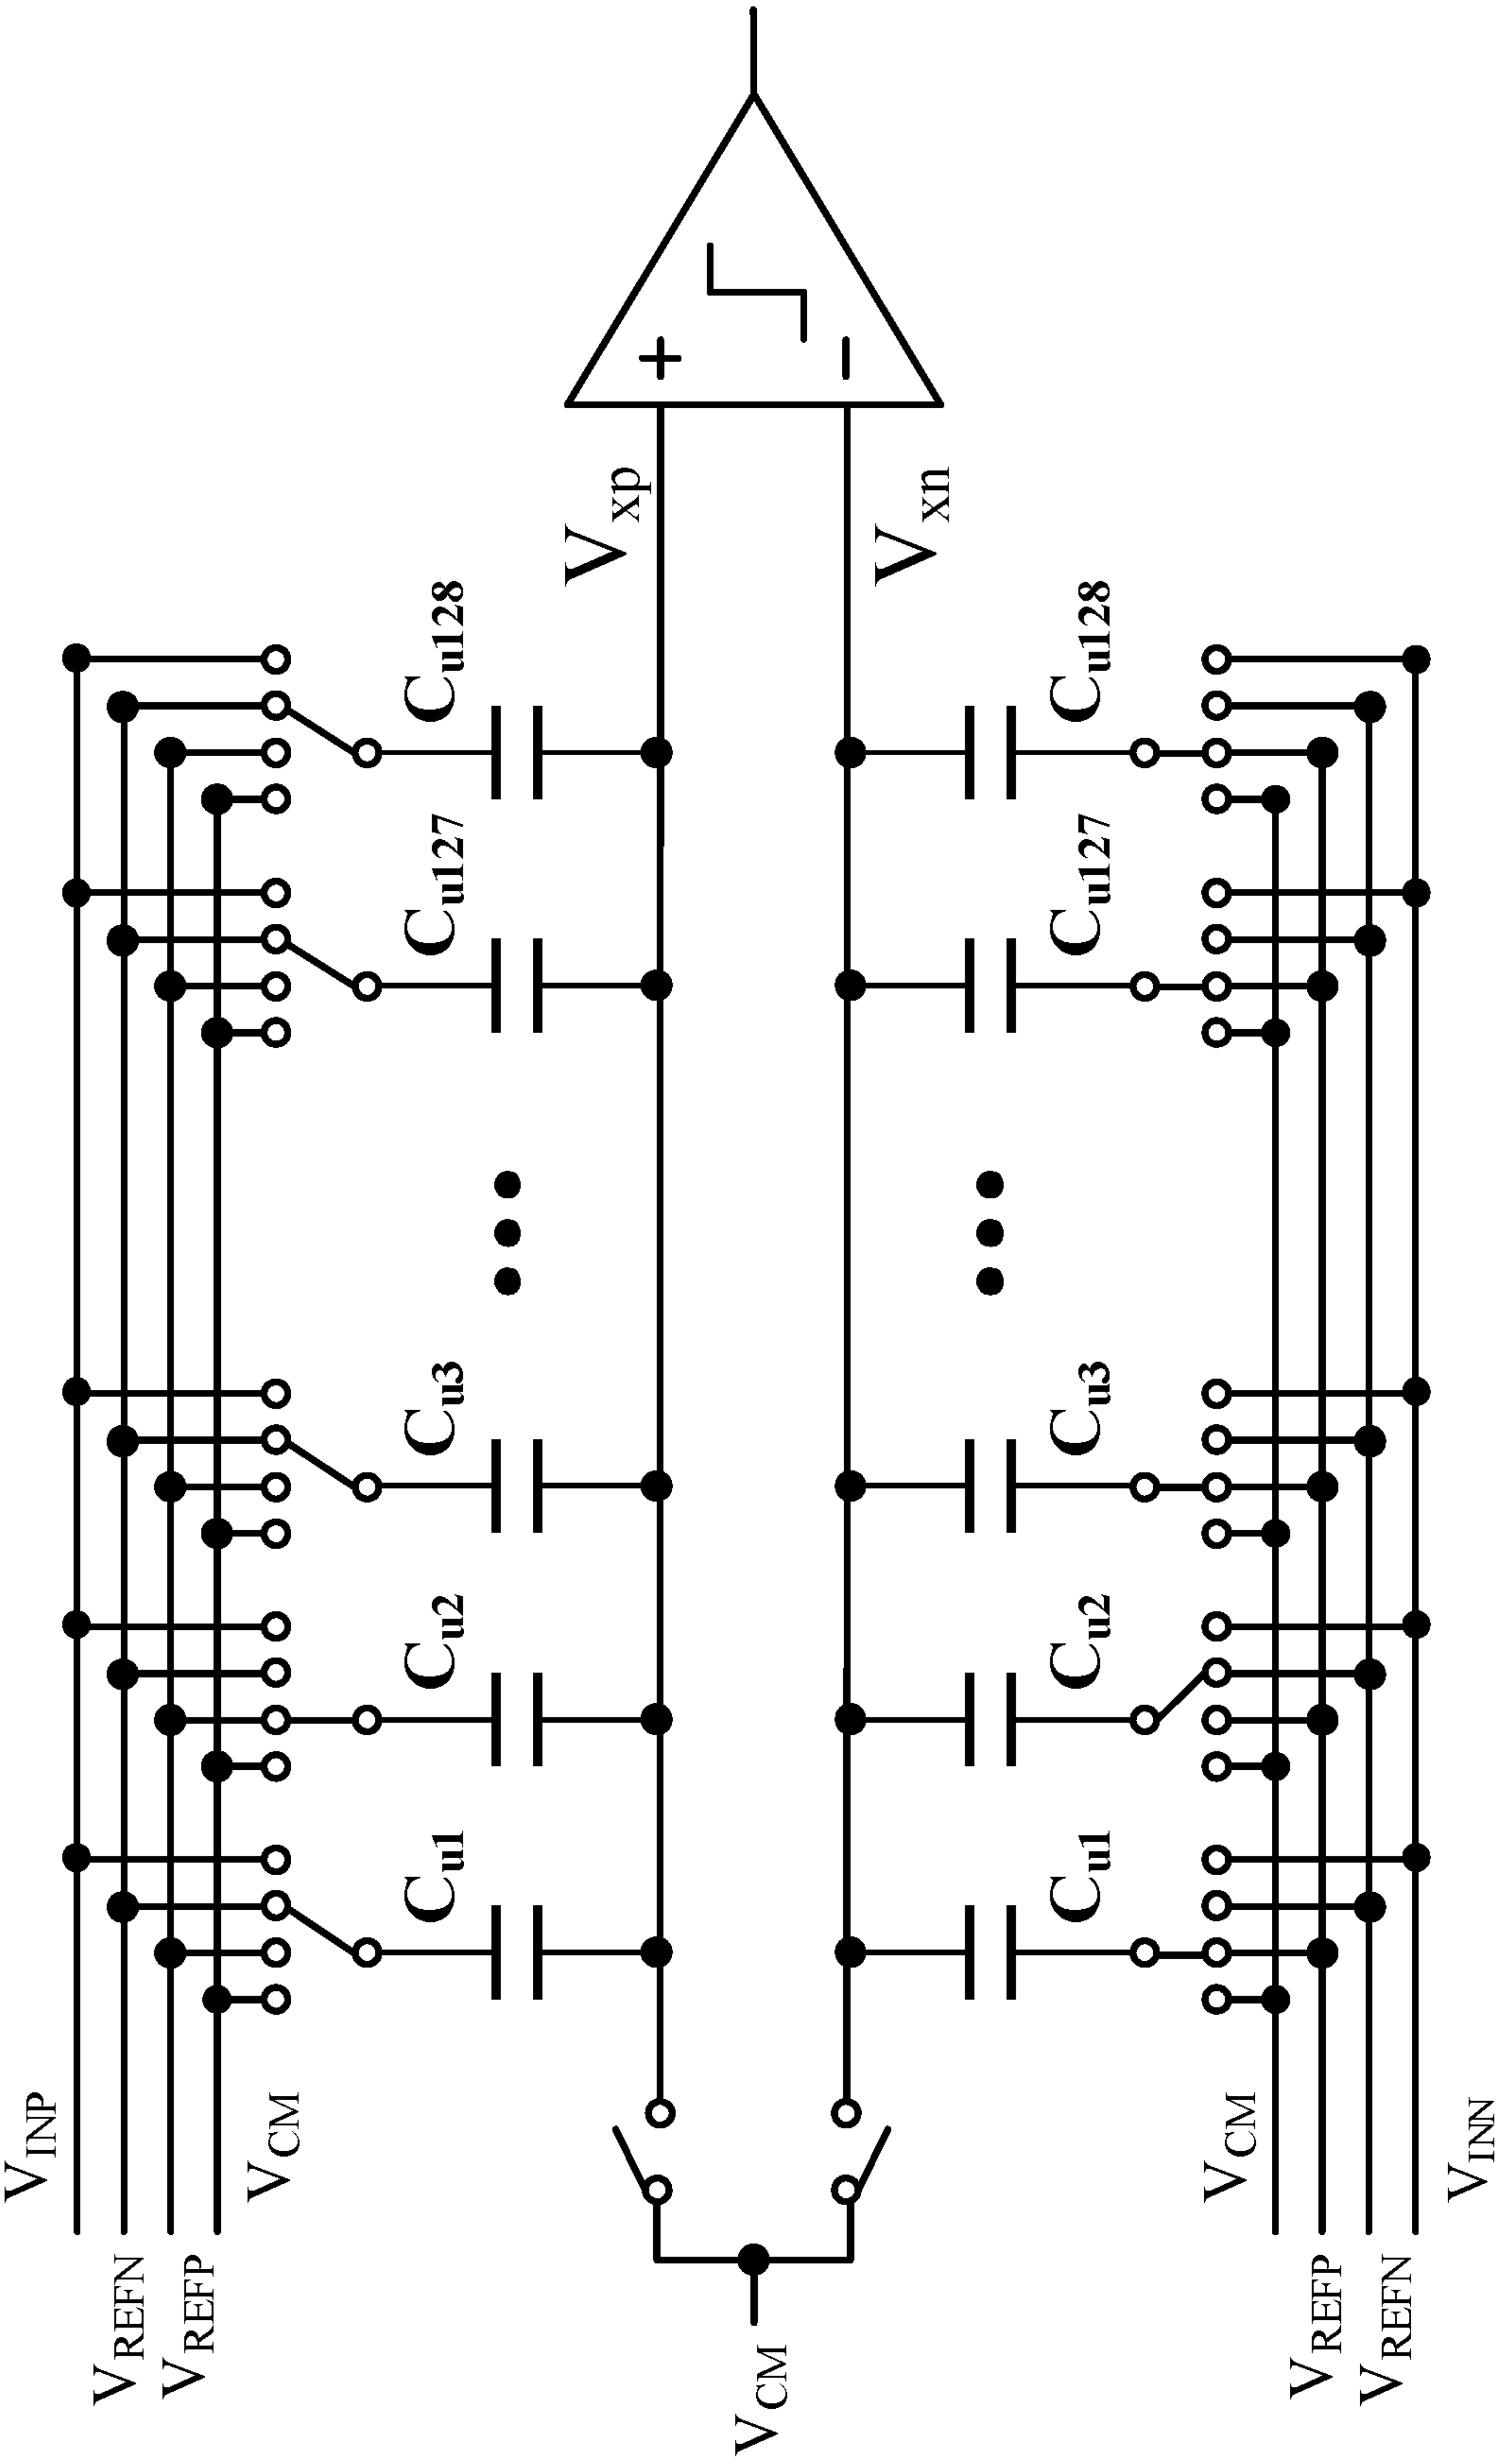 V_INP
V_REFN
V_REFP
V_CM
C_u1
C_u2
C_u3
C_u127
C_u128
V_xp
+
V_CM
−
V_xn
C_u1
C_u2
C_u3
C_u127
C_u128
V_CM
V_REFP
V_REFN
V_INN